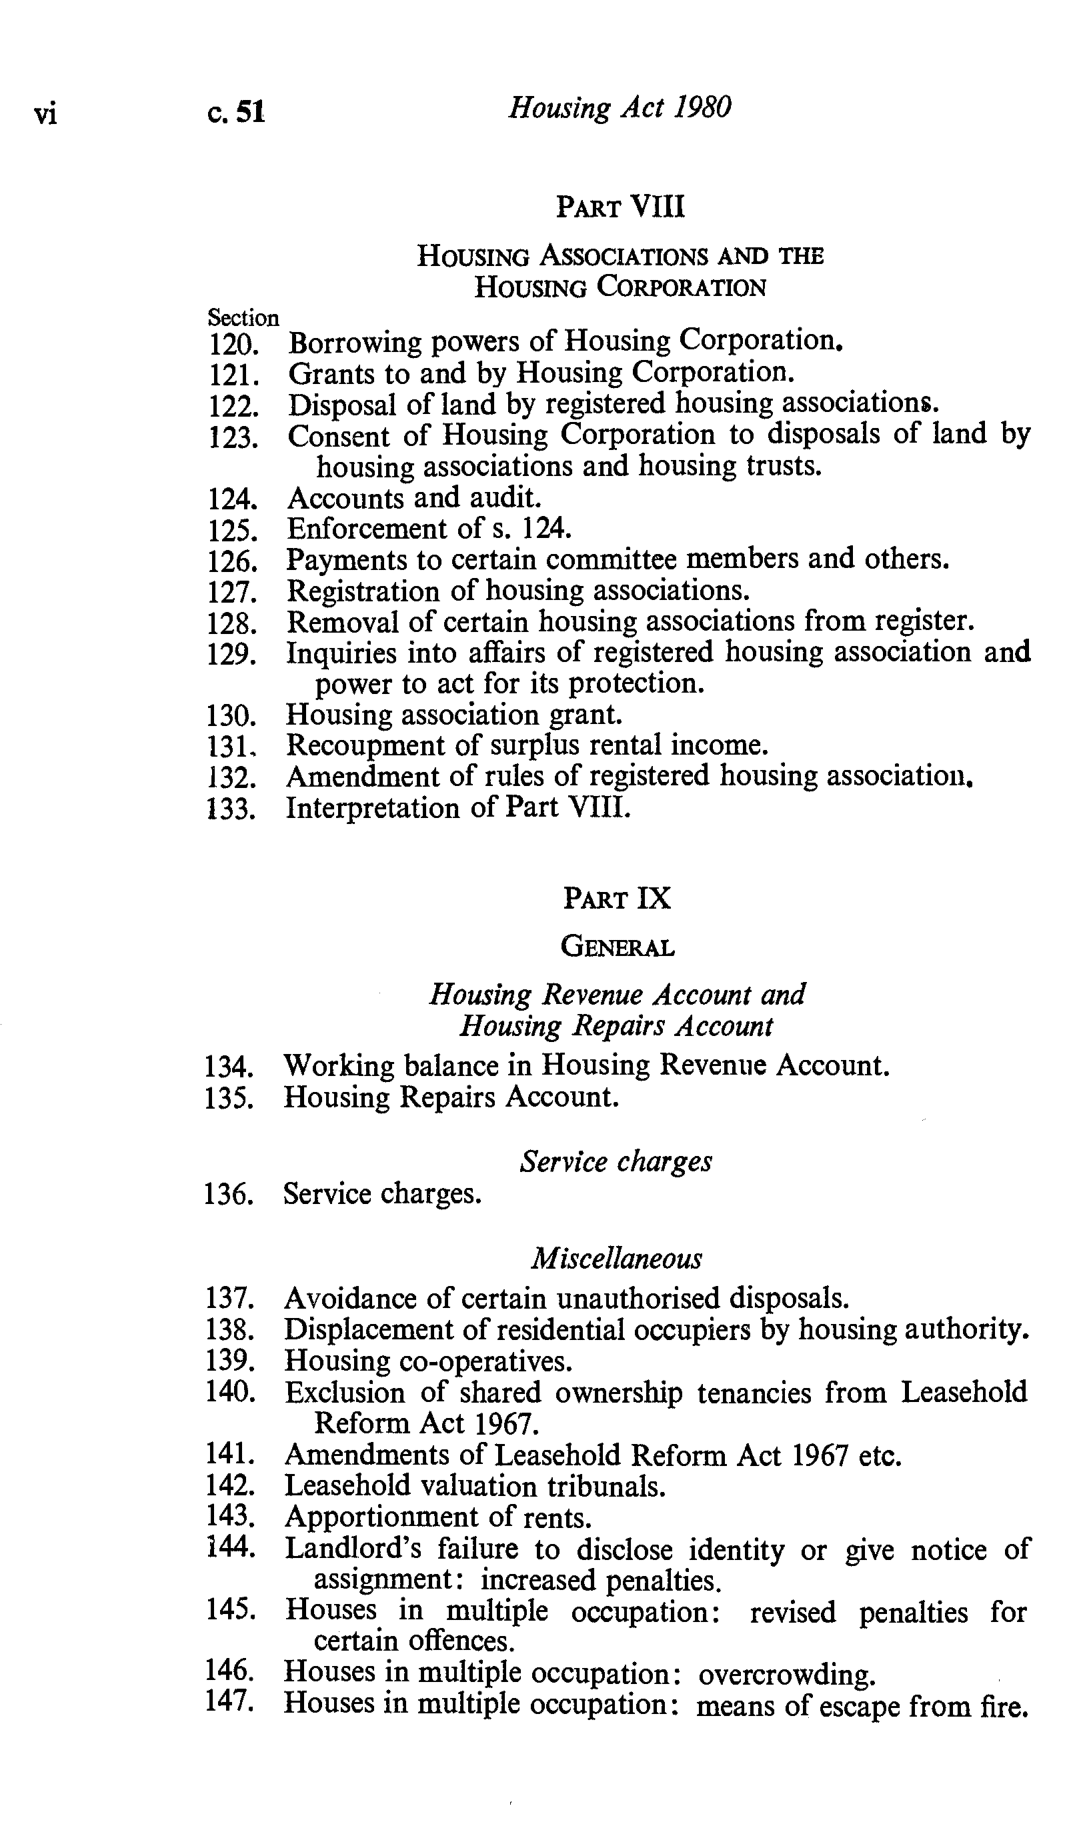 vi c. 51 Housing Act 1980
PART VIII
HOUSING ASSOCIATIONS AND THE
HOUSING CORPORATION
Section
120. Borrowing powers of Housing Corporation.
121. Grants to and by Housing Corporation.
122. Disposal of land by registered housing associations.
123. Consent of Housing Corporation to disposals of land by
housing associations and housing trusts.
124. Accounts and audit.
125. Enforcement of s. 124.
126. Payments to certain committee members and others.
127. Registration of housing associations.
128. Removal of certain housing associations from register.
129. Inquiries into affairs of registered housing association and
power to act for its protection.
130. Housing association grant.
131. Recoupment of surplus rental income.
132. Amendment of rules of registered housing association.
133. Interpretation of Part VIII.
PART IX
GENERAL
Housing Revenue Account and
Housing Repairs Account
134. Working balance in Housing Revenue Account.
135. Housing Repairs Account.
Service charges
136. Service charges.
Miscellaneous
137. Avoidance of certain unauthorised disposals.
138. Displacement of residential occupiers by housing authority.
139. Housing co-operatives.
140. Exclusion of shared ownership tenancies from Leasehold
Reform Act 1967.
141. Amendments of Leasehold Reform Act 1967 etc.
142. Leasehold valuation tribunals.
143. Apportionment of rents.
144. Landlord's failure to disclose identity or give notice of
assignment: increased penalties.
145. Houses in multiple occupation: revised penalties for
certain offences.
146. Houses in multiple occupation: overcrowding.
147. Houses in multiple occupation: means of escape from fire.